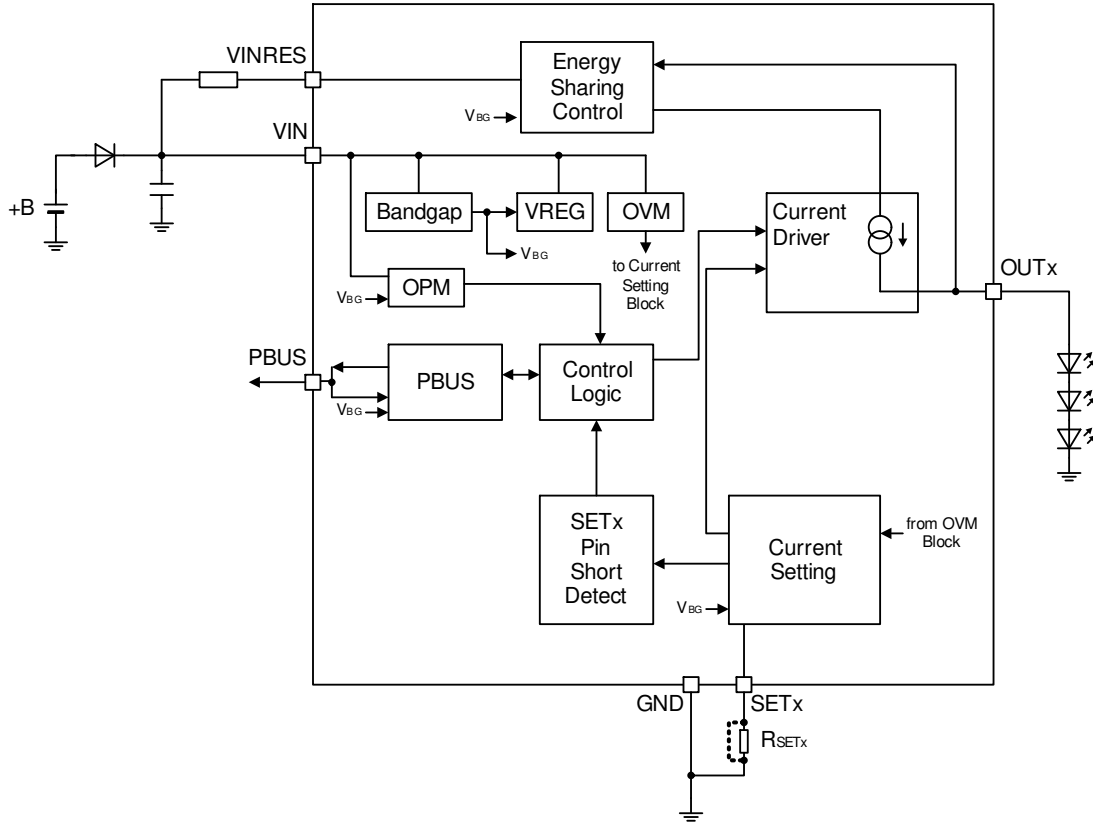 VINRES
Energy
Sharing
Control
VBG
VIN
+B
Bandgap
VREG
OVM
VBG
to Current
Setting
Block
Current
Driver
OUTx
OPM
VBG
PBUS
PBUS
VBG
Control
Logic
SETx
Pin
Short
Detect
Current
Setting
from OVM
Block
VBG
GND
SETx
RSETx